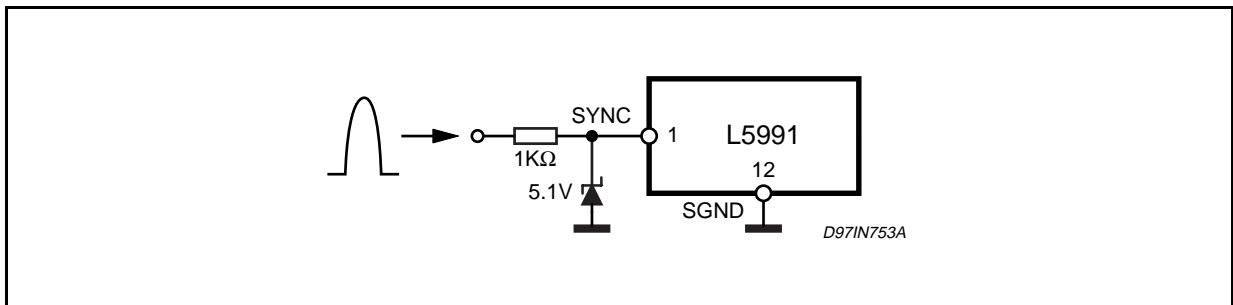 SYNC
1KΩ
5.1V
1
L5991
12
SGND
D97IN753A